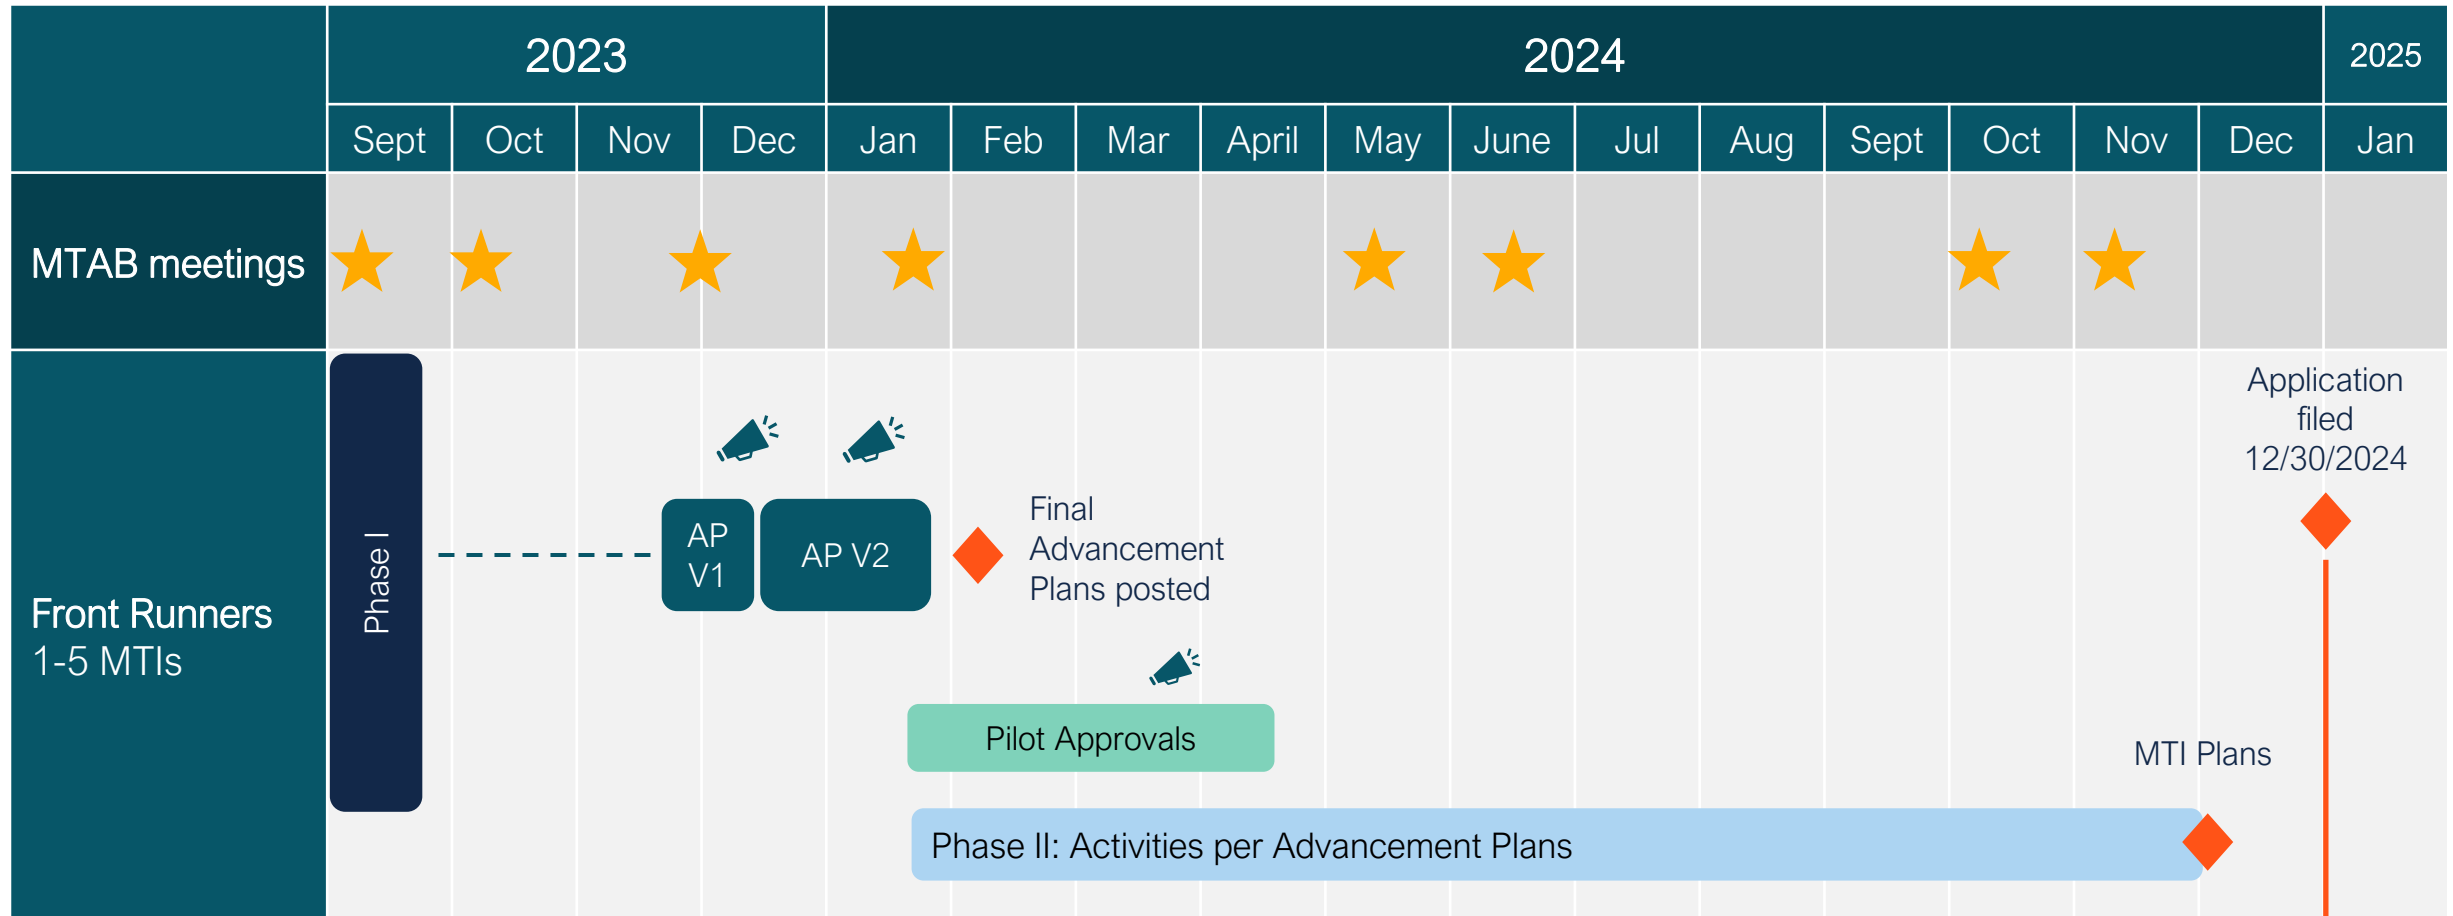 2023
2024
2025
Sept
Oct
Nov
Dec
Jan
Feb
Mar
April
May
June
Jul
Aug
Sept
Oct
Nov
Dec
Jan
MTAB meetings
Front Runners
1-5 MTIs
Phase I
AP
V1
AP V2
Final
Advancement
Plans posted
Application
filed
12/30/2024
Pilot Approvals
MTI Plans
Phase II: Activities per Advancement Plans